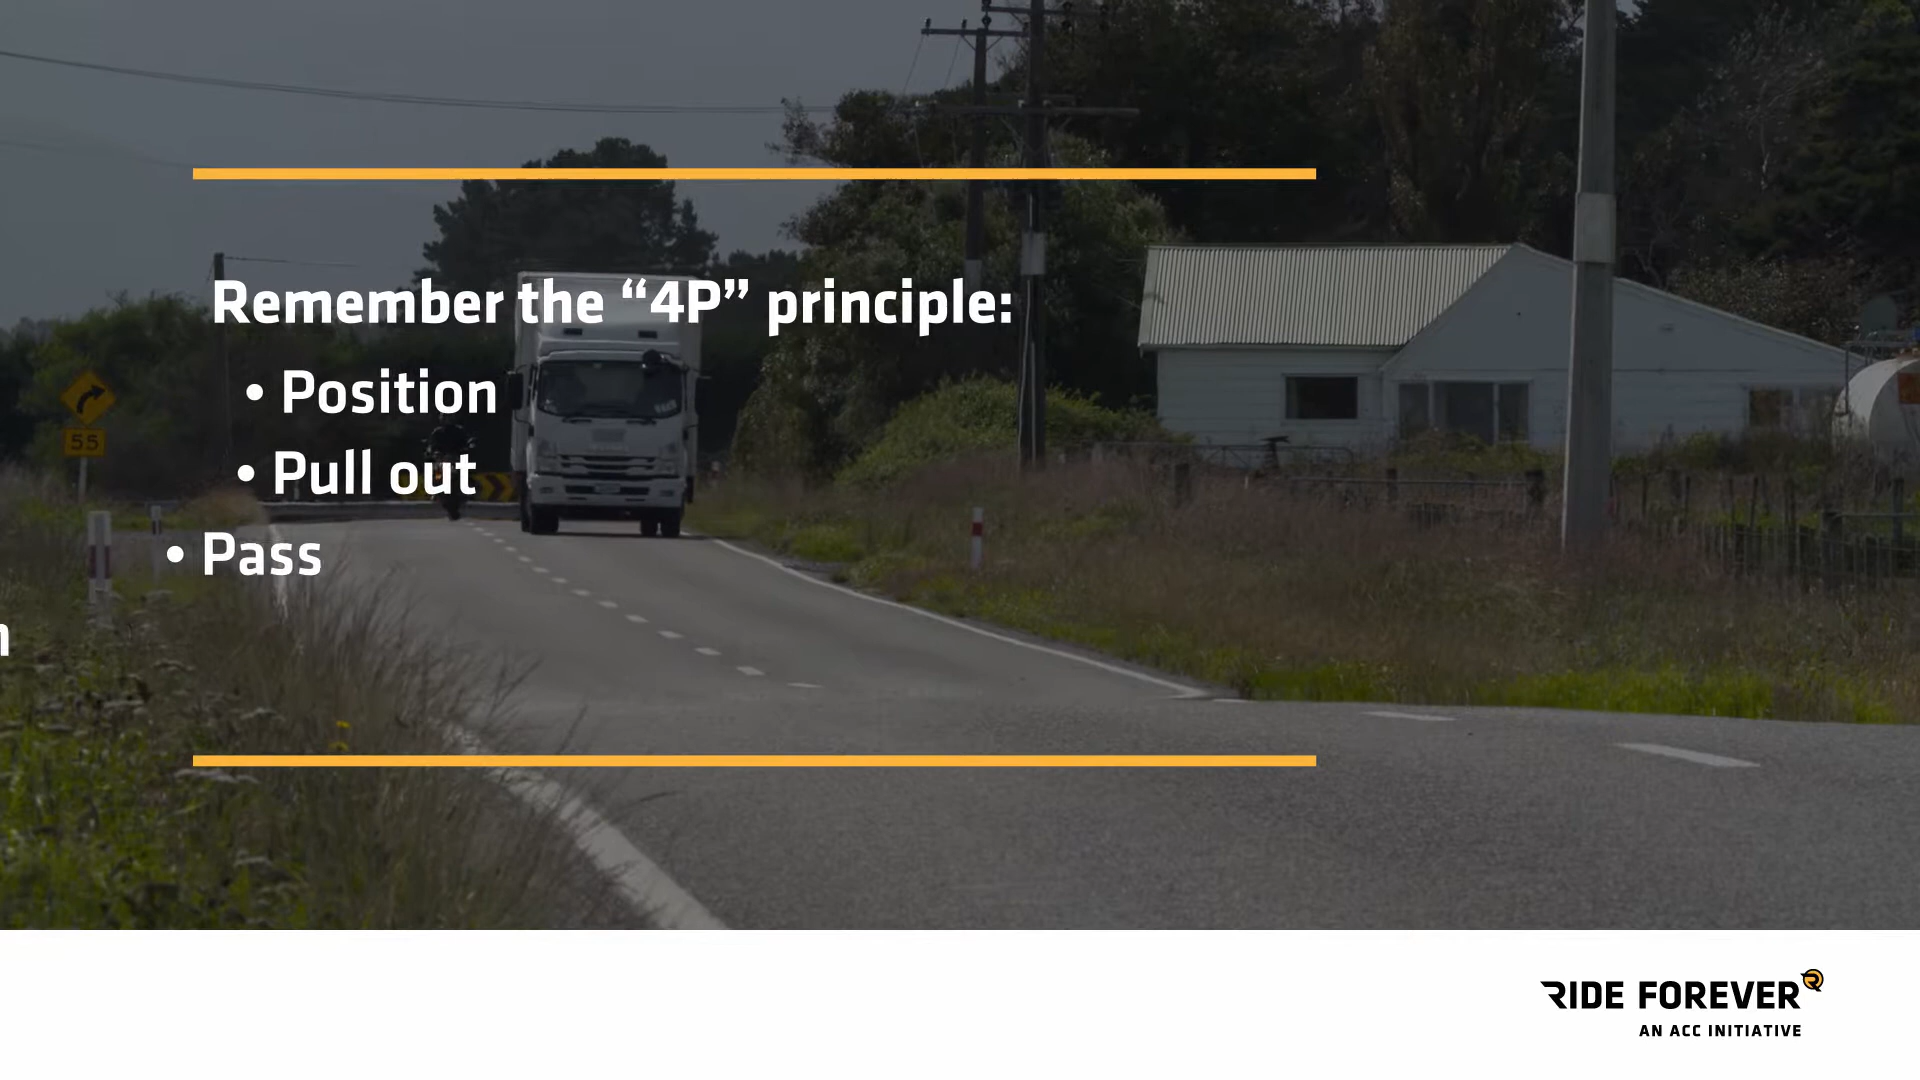 Remember the “4P” principle:
• Position
• Pull out
• Pass
55
RIDE FOREVER
AN ACC INITIATIVE